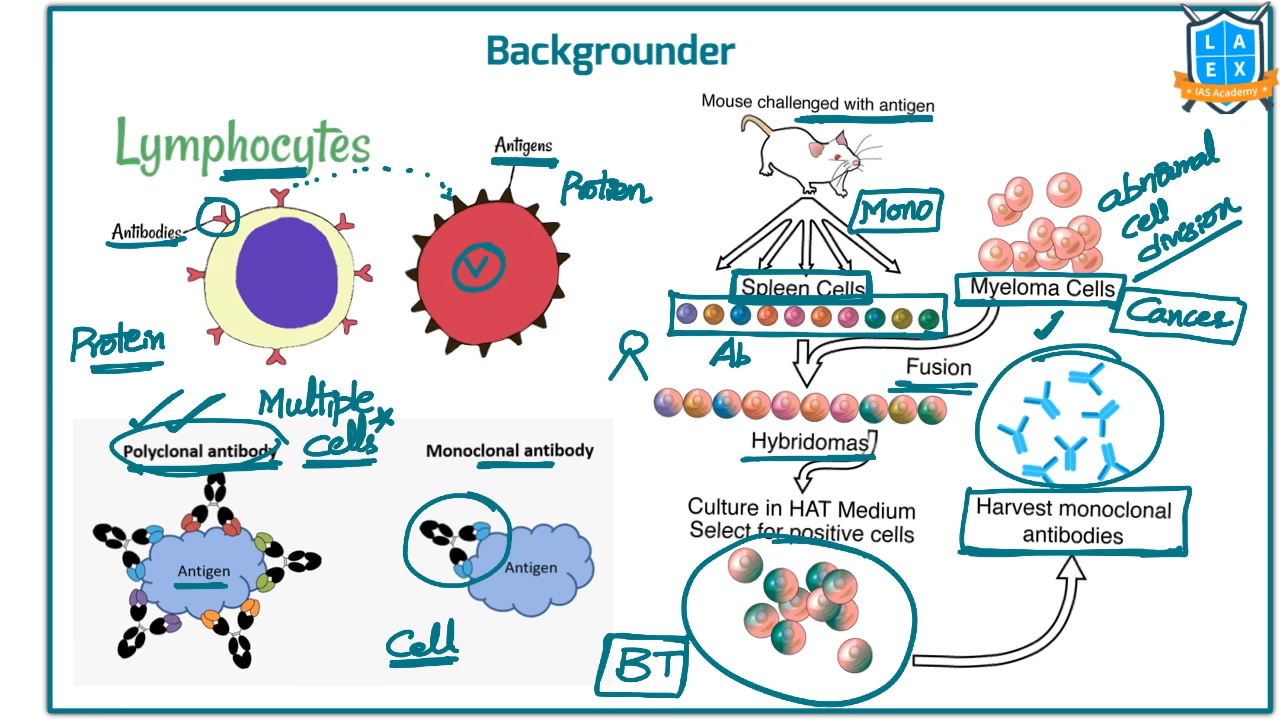 Backgrounder
L A
E X
IAS Academy
Lymphocytes
Antibodies
Protein
Antigens
Protien
V
Mouse challenged with antigen
Mono
Spleen Cells
Ab
Myeloma Cells
abnormal
cell
division
Cancer
Fusion
Hybridomas
Culture in HAT Medium
Select for positive cells
BT
Harvest monoclonal
antibodies
Multiple
cells
Polyclonal antibody
Antigen
Monoclonal antibody
Antigen
Cell